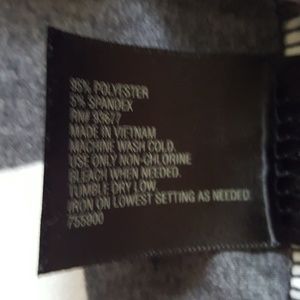 95% POLYESTER
5% SPANDEX
RN# 93677
MADE IN VIETNAM
MACHINE WASH COLD.
USE ONLY NON-CHLORINE
BLEACH WHEN NEEDED.
TUMBLE DRY LOW.
IRON ON LOWEST SETTING AS NEEDED.
755900